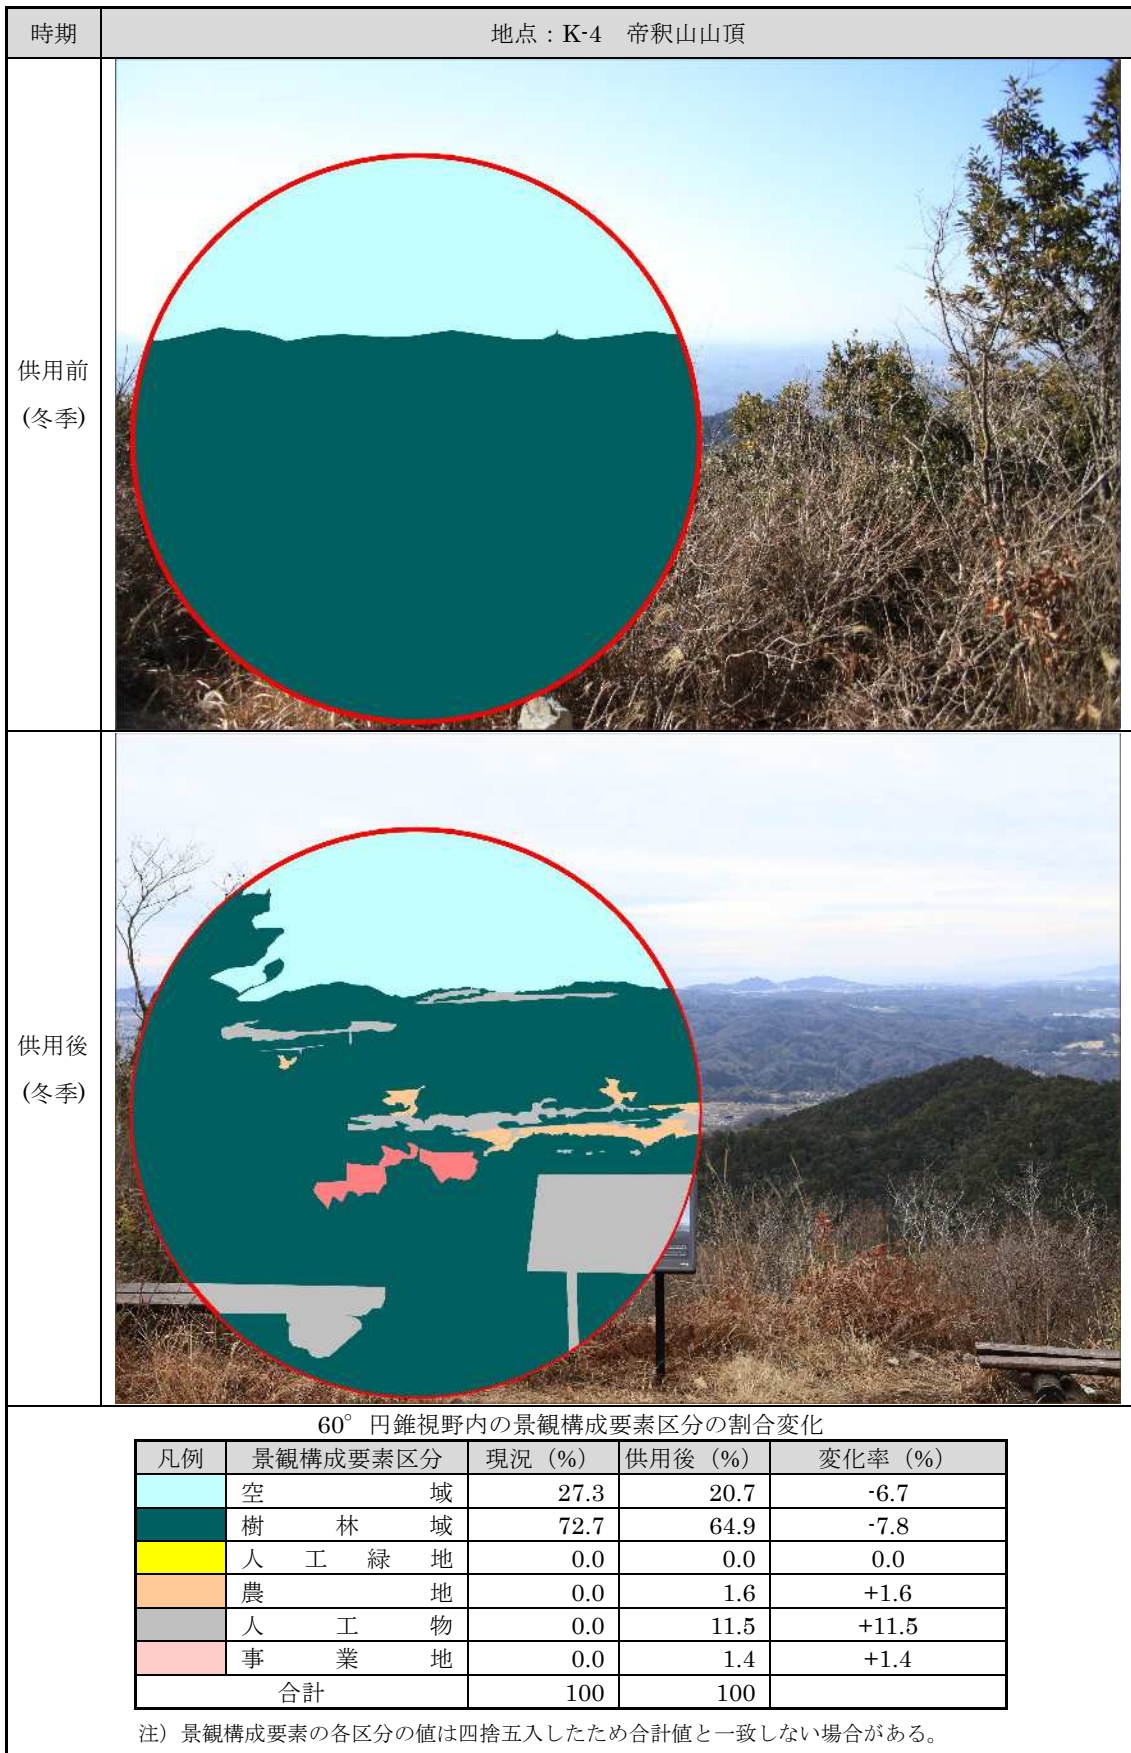 時期 地点：K-4 帝釈山山頂
供用前
(冬季)
供用後
(冬季)
60° 円錐視野内の景観構成要素区分の割合変化
凡例 景観構成要素区分 現況（%） 供用後（%） 変化率（%）
空域 27.3 20.7 -6.7
樹林域 72.7 64.9 -7.8
人工緑地 0.0 0.0 0.0
農地 0.0 1.6 +1.6
人工物 0.0 11.5 +11.5
事業地 0.0 1.4 +1.4
合計 100 100
注）景観構成要素の各区分の値は四捨五入したため合計値と一致しない場合がある。